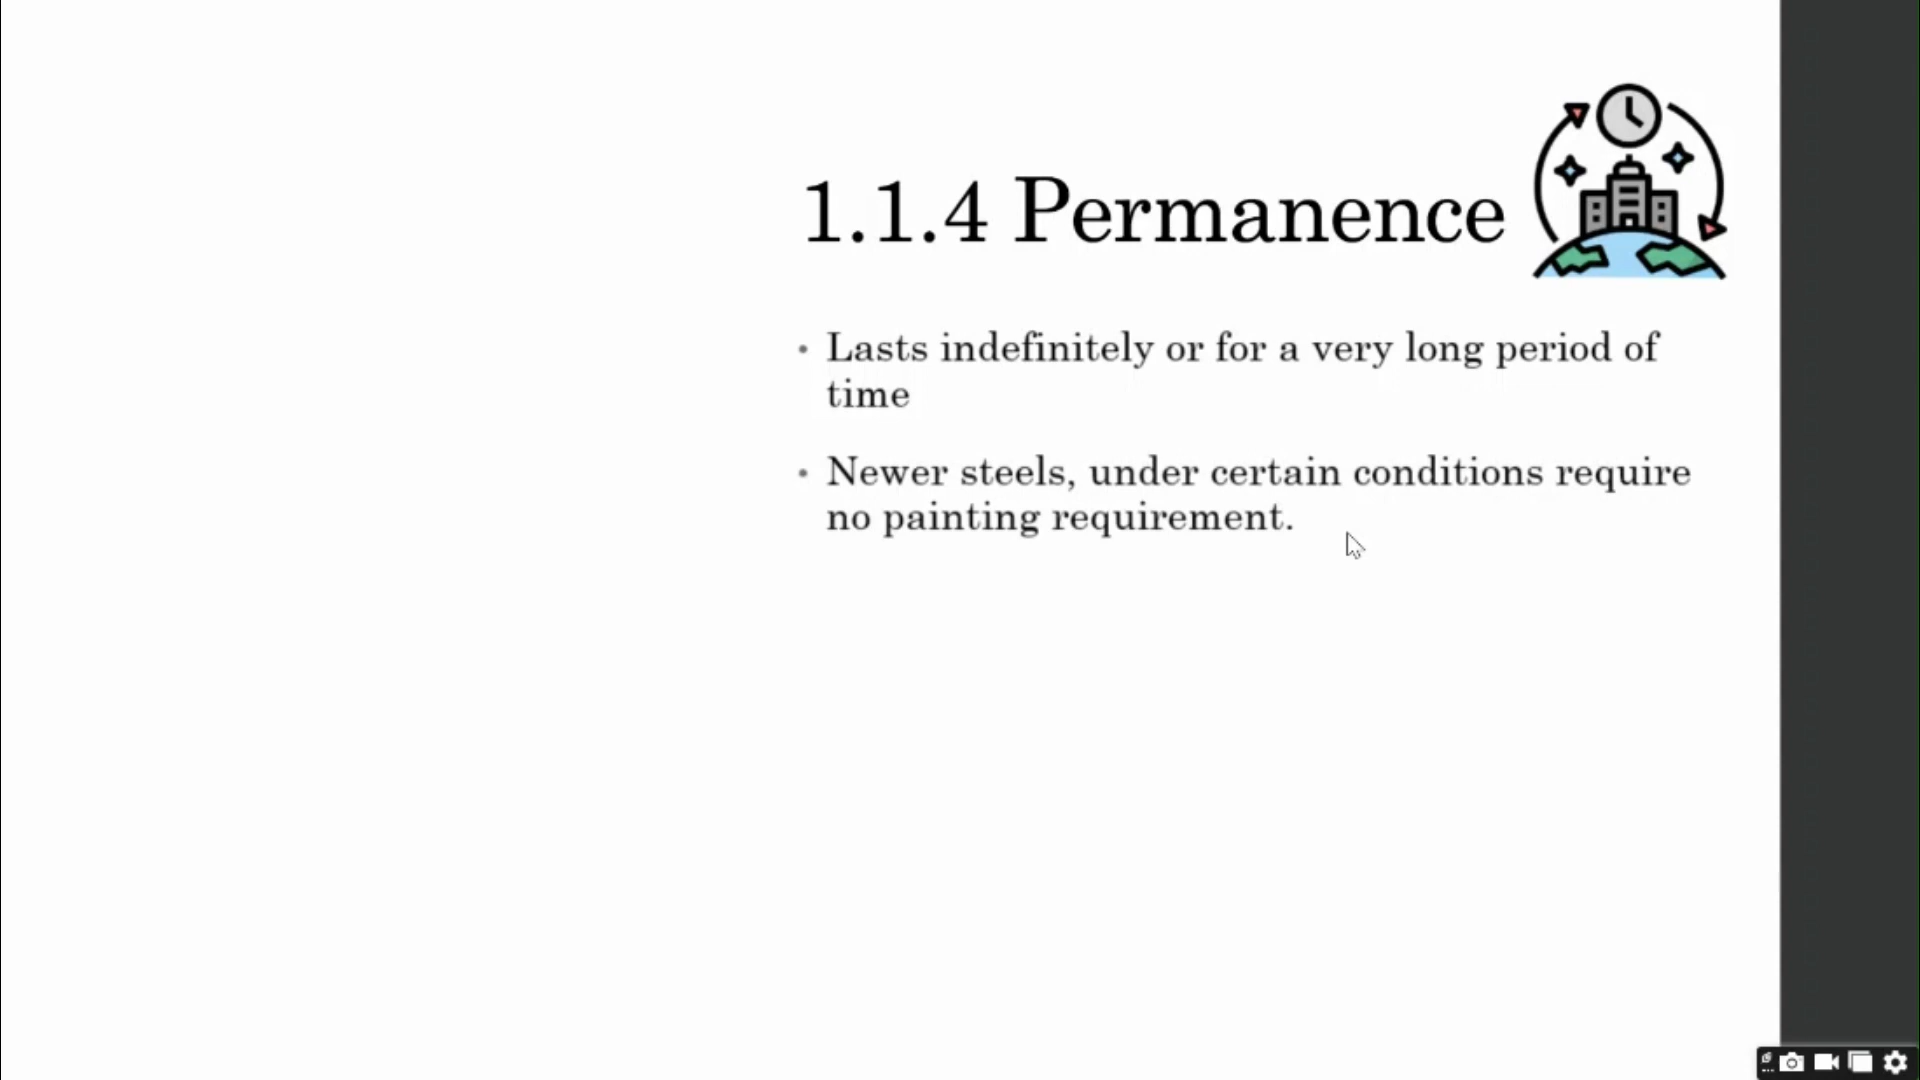 1.1.4 Permanence
• Lasts indefinitely or for a very long period of
time
• Newer steels, under certain conditions require
no painting requirement.